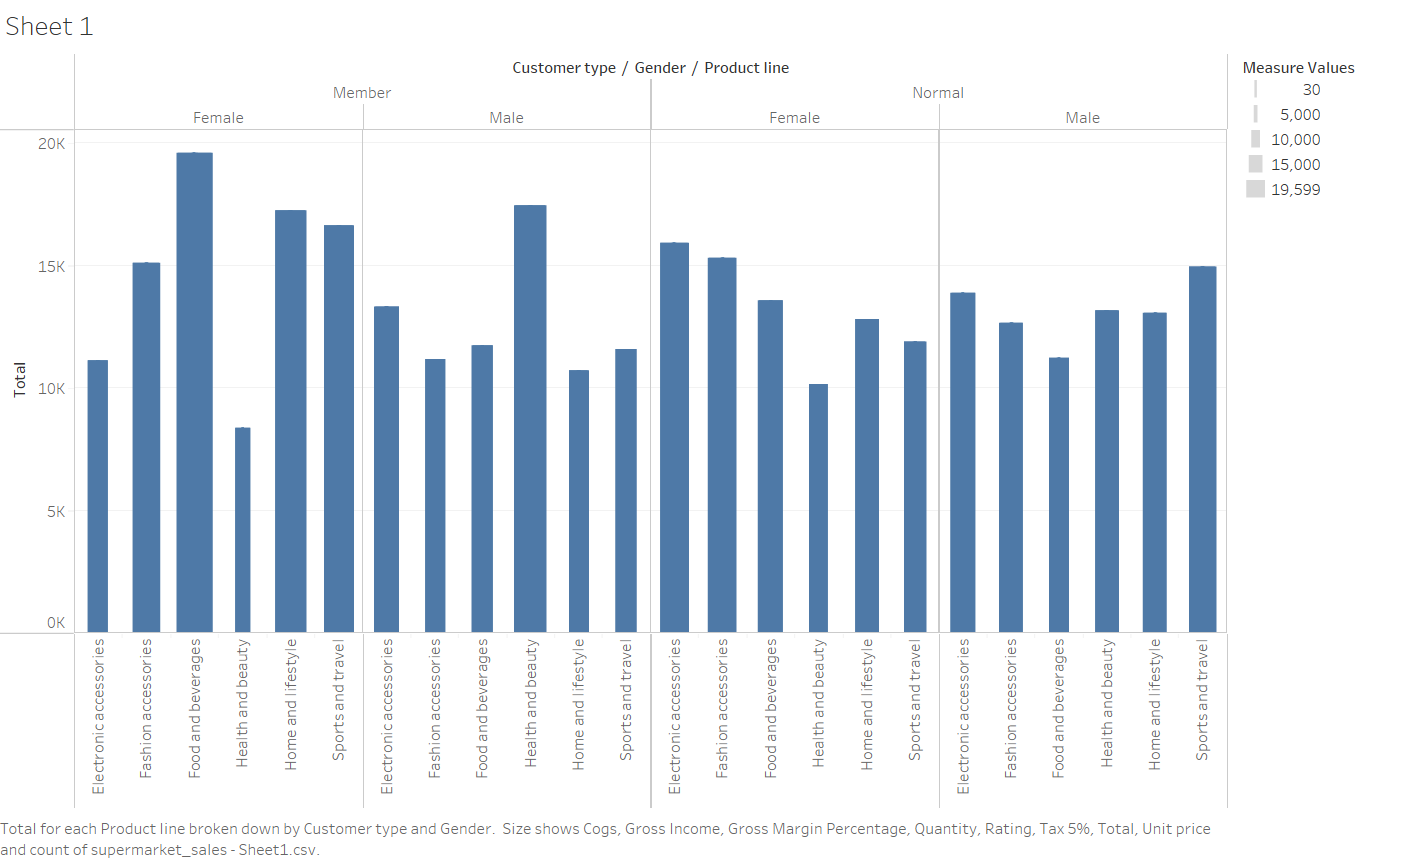 Sheet 1
Customer type / Gender / Product line
Member
Normal
Female
Male
Female
Male
20K
15K
10K
5K
0K
Total
Electronic accessories
Fashion accessories
Food and beverages
Health and beauty
Home and lifestyle
Sports and travel
Electronic accessories
Fashion accessories
Food and beverages
Health and beauty
Home and lifestyle
Sports and travel
Electronic accessories
Fashion accessories
Food and beverages
Health and beauty
Home and lifestyle
Sports and travel
Electronic accessories
Fashion accessories
Food and beverages
Health and beauty
Home and lifestyle
Sports and travel
Measure Values
30
5,000
10,000
15,000
19,599
Total for each Product line broken down by Customer type and Gender.  Size shows Cogs, Gross Income, Gross Margin Percentage, Quantity, Rating, Tax 5%, Total, Unit price
and count of supermarket_sales - Sheet1.csv.